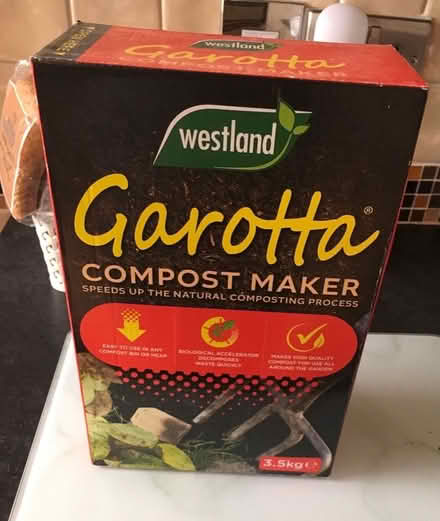 westland
Garotta
COMPOST MAKER
westland
Garotta®
COMPOST MAKER
SPEEDS UP THE NATURAL COMPOSTING PROCESS
EASY TO USE IN ANY
COMPOST BIN OR HEAP
BIOLOGICAL ACCELERATOR
DECOMPOSES
WASTE QUICKLY
MAKES HIGH QUALITY
COMPOST FOR USE ALL
AROUND THE GARDEN
3.5kg e